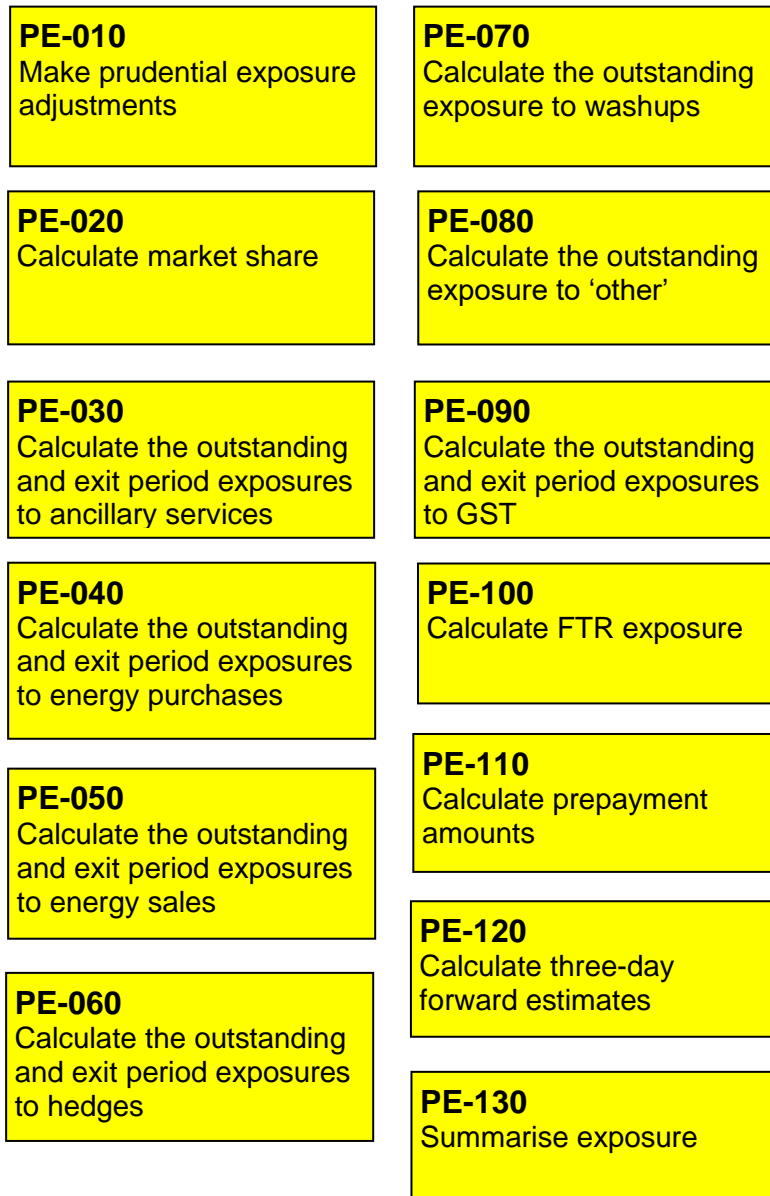 PE-010
Make prudential exposure
adjustments
PE-020
Calculate market share
PE-030
Calculate the outstanding
and exit period exposures
to ancillary services
PE-040
Calculate the outstanding
and exit period exposures
to energy purchases
PE-050
Calculate the outstanding
and exit period exposures
to energy sales
PE-060
Calculate the outstanding
and exit period exposures
to hedges
PE-070
Calculate the outstanding
exposure to washups
PE-080
Calculate the outstanding
exposure to ‘other’
PE-090
Calculate the outstanding
and exit period exposures
to GST
PE-100
Calculate FTR exposure
PE-110
Calculate prepayment
amounts
PE-120
Calculate three-day
forward estimates
PE-130
Summarise exposure